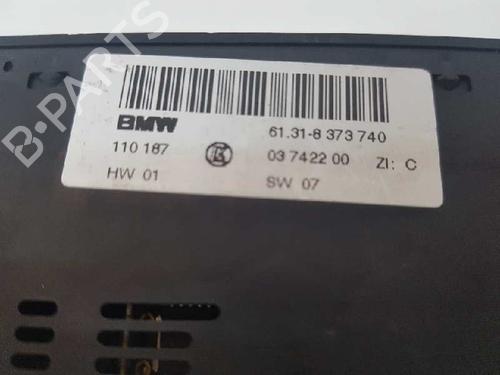 BMW 61.31-8 373 740
110 187 03 7422 00 ZI: C
HW 01 SW 07
B-PARTS